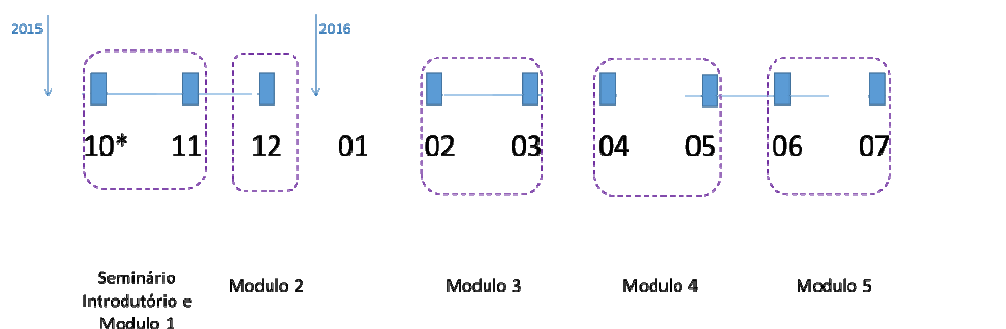 2015 2016
10* 11 12 01 02 03 04 05 06 07
Seminário
Introdutório e
Modulo 1
Modulo 2
Modulo 3
Modulo 4
Modulo 5